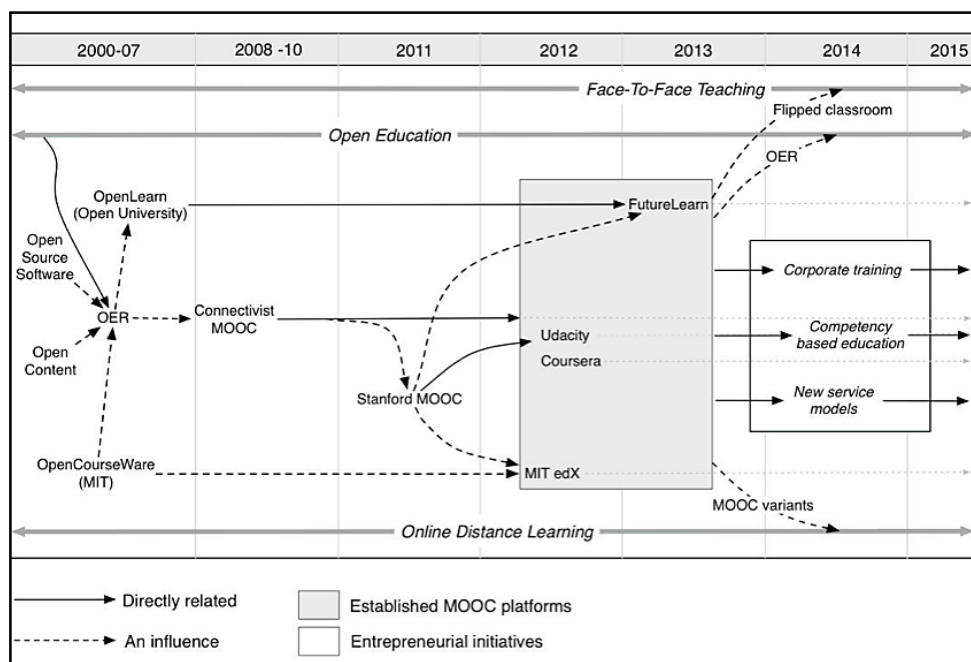 2000-07
2008 -10
2011
2012
2013
2014
2015
Face-To-Face Teaching
Flipped classroom
Open Education
OER
OpenLearn
(Open University)
FutureLearn
Open
Source
Software
Corporate training
OER
Connectivist
MOOC
Open
Content
Udacity
Coursera
Competency
based education
Stanford MOOC
New service
models
OpenCourseWare
(MIT)
MIT edX
MOOC variants
Online Distance Learning
Directly related
An influence
Established MOOC platforms
Entrepreneurial initiatives